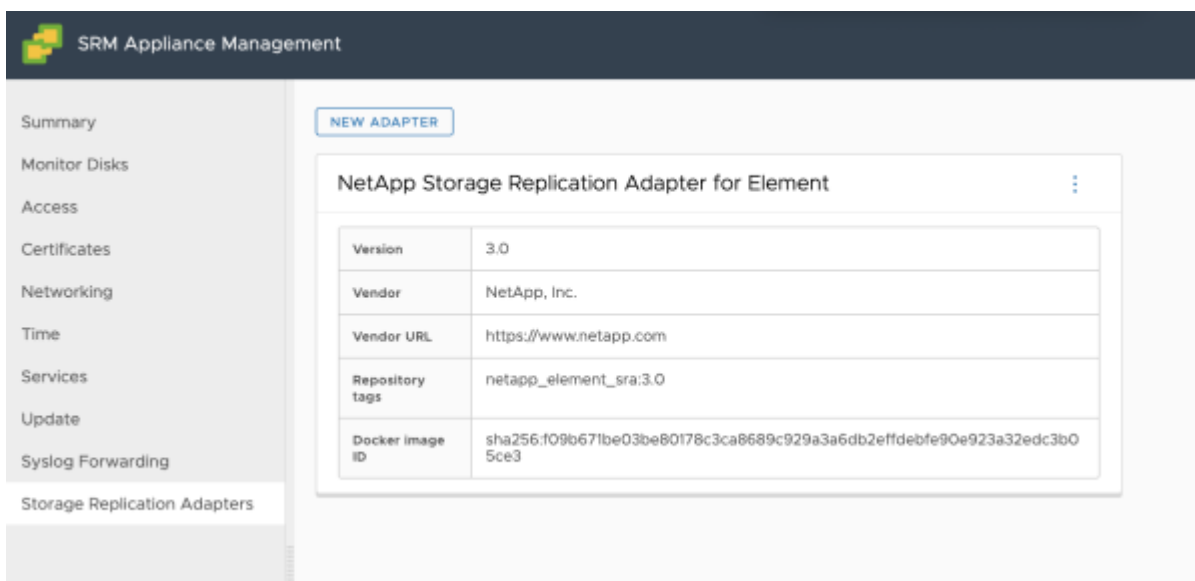 SRM Appliance Management
Summary
Monitor Disks
Access
Certificates
Networking
Time
Services
Update
Syslog Forwarding
Storage Replication Adapters
NEW ADAPTER
NetApp Storage Replication Adapter for Element
Version
3.0
Vendor
NetApp, Inc.
Vendor URL
https://www.netapp.com
Repository
tags
netapp_element_sra:3.0
Docker image
ID
sha256:f09b671be03be80178c3ca8689c929a3a6db2effdebfe90e923a32edc3b0
5ce3